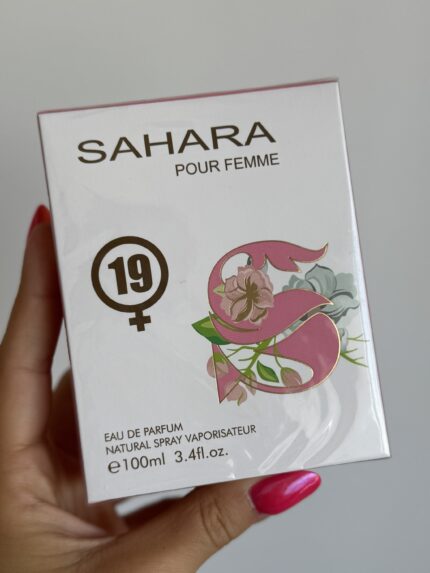 SAHARA
POUR FEMME
19
S
EAU DE PARFUM
NATURAL SPRAY VAPORISATEUR
℮100ml 3.4fl.oz.